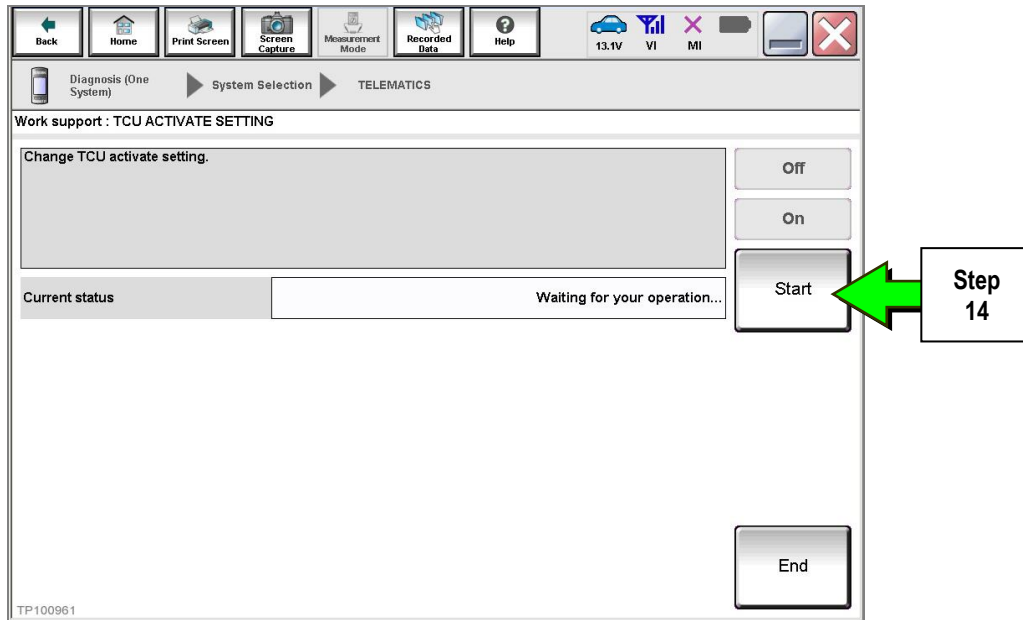 Back
Home
Print Screen
Screen
Capture
Measurement
Mode
Recorded
Data
Help
13.1V
VI
MI
Diagnosis (One
System)
System Selection
TELEMATICS
Work support : TCU ACTIVATE SETTING
Change TCU activate setting.
Off
On
Current status
Waiting for your operation...
Start
Step
14
End
TP100961